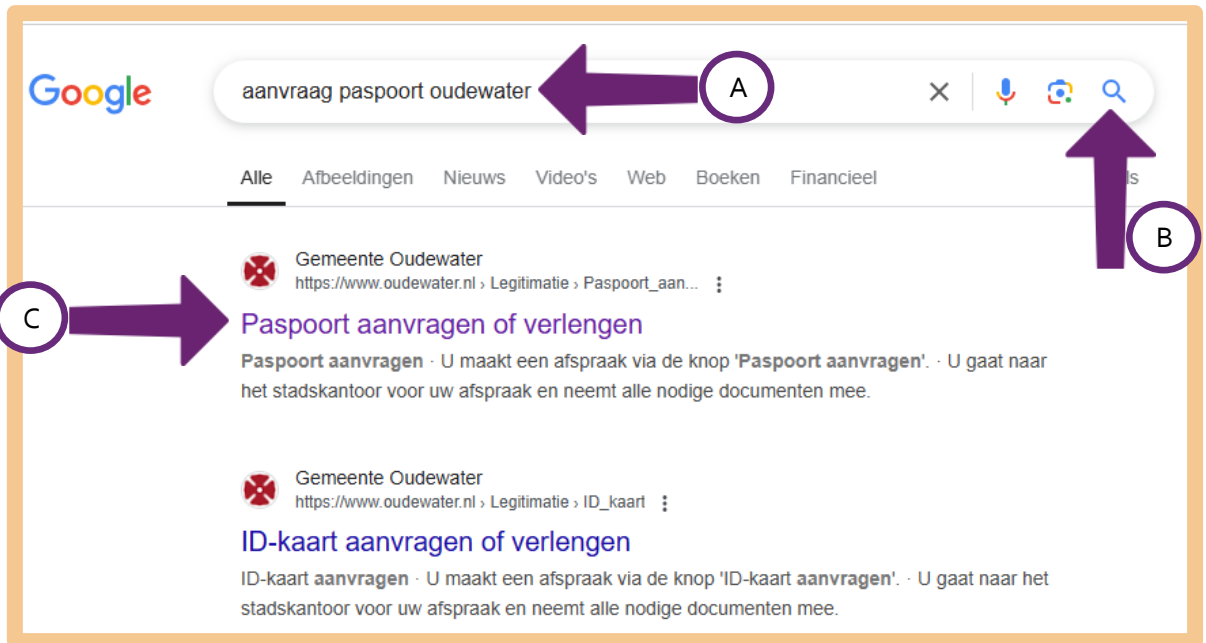 Google
aanvraag paspoort oudewater
A
Alle Afbeeldingen Nieuws Video's Web Boeken Financieel
B
Gemeente Oudewater
https://www.oudewater.nl › Legitimatie › Paspoort_aan...
C
Paspoort aanvragen of verlengen
Paspoort aanvragen · U maakt een afspraak via de knop 'Paspoort aanvragen'. · U gaat naar
het stadskantoor voor uw afspraak en neemt alle nodige documenten mee.
Gemeente Oudewater
https://www.oudewater.nl › Legitimatie › ID_kaart
ID-kaart aanvragen of verlengen
ID-kaart aanvragen · U maakt een afspraak via de knop 'ID-kaart aanvragen'. · U gaat naar het
stadskantoor voor uw afspraak en neemt alle nodige documenten mee.